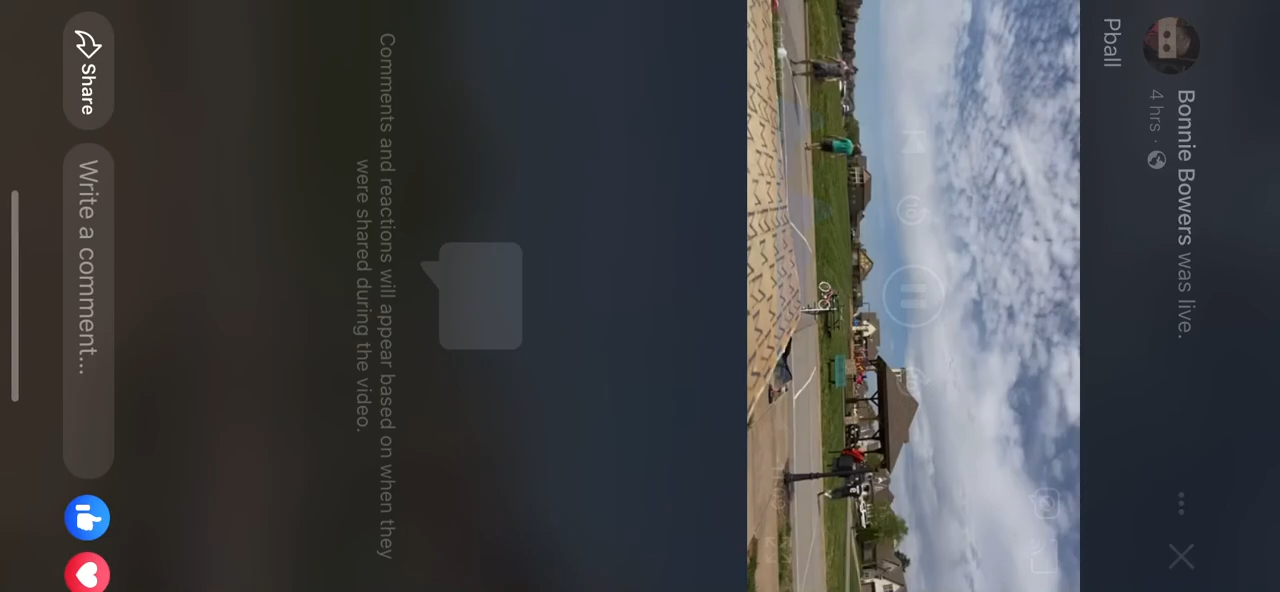 Bonnie Bowers was live.
4 hrs ·
Pball
Comments and reactions will appear based on when they
were shared during the video.
Share
Write a comment...